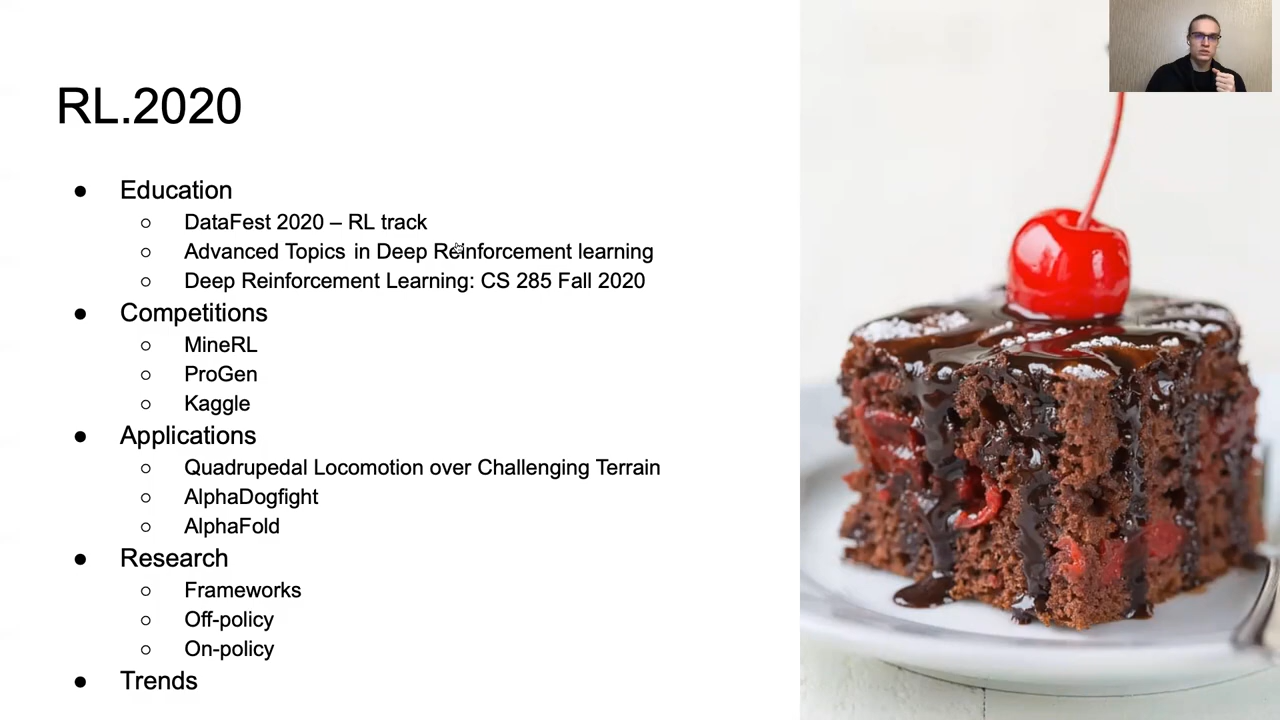 RL.2020
● Education
○ DataFest 2020 – RL track
○ Advanced Topics in Deep Reinforcement learning
○ Deep Reinforcement Learning: CS 285 Fall 2020
● Competitions
○ MineRL
○ ProGen
○ Kaggle
● Applications
○ Quadrupedal Locomotion over Challenging Terrain
○ AlphaDogfight
○ AlphaFold
● Research
○ Frameworks
○ Off-policy
○ On-policy
● Trends